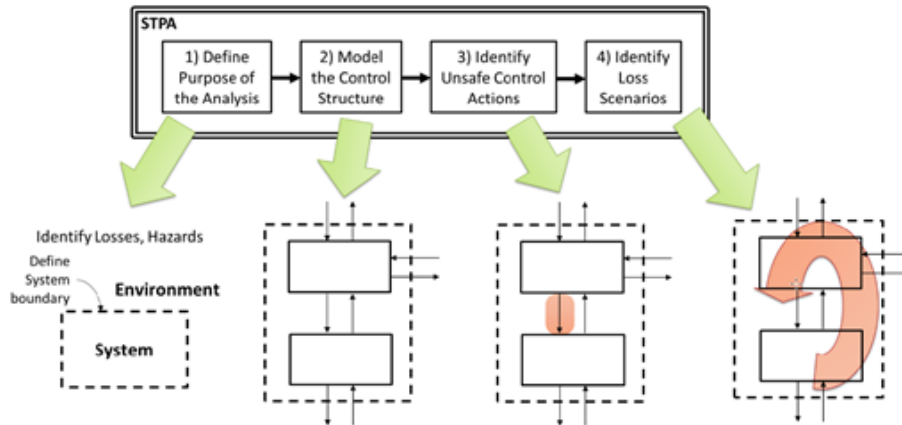 STPA
1) Define
Purpose of
the Analysis
2) Model
the Control
Structure
3) Identify
Unsafe Control
Actions
4) Identify
Loss
Scenarios
Identify Losses, Hazards
Define
System
boundary
Environment
System